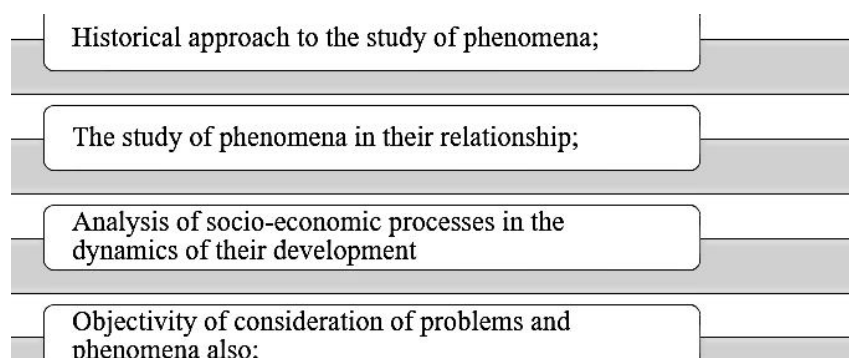 Historical approach to the study of phenomena;
The study of phenomena in their relationship;
Analysis of socio-economic processes in the
dynamics of their development
Objectivity of consideration of problems and
phenomena also;